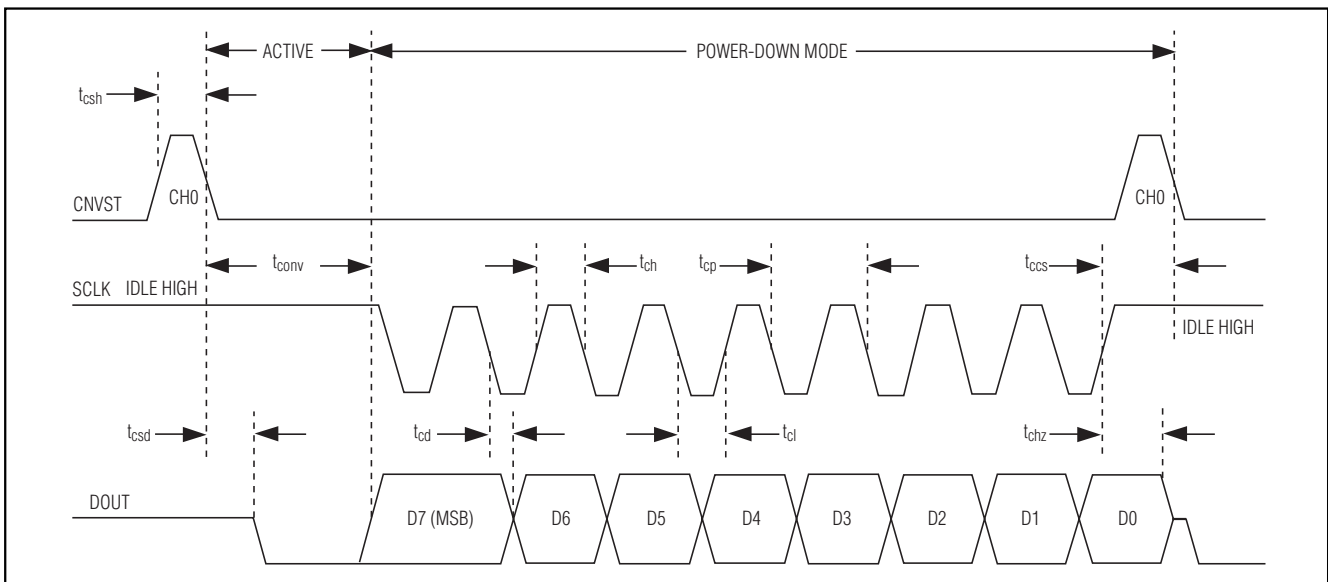 ACTIVE
POWER-DOWN MODE
tcsh
CH0
CH0
CNVST
tconv
tch
tcp
tccs
SCLK IDLE HIGH
IDLE HIGH
tcsd
tcd
tcl
tchz
DOUT
D7 (MSB)
D6
D5
D4
D3
D2
D1
D0